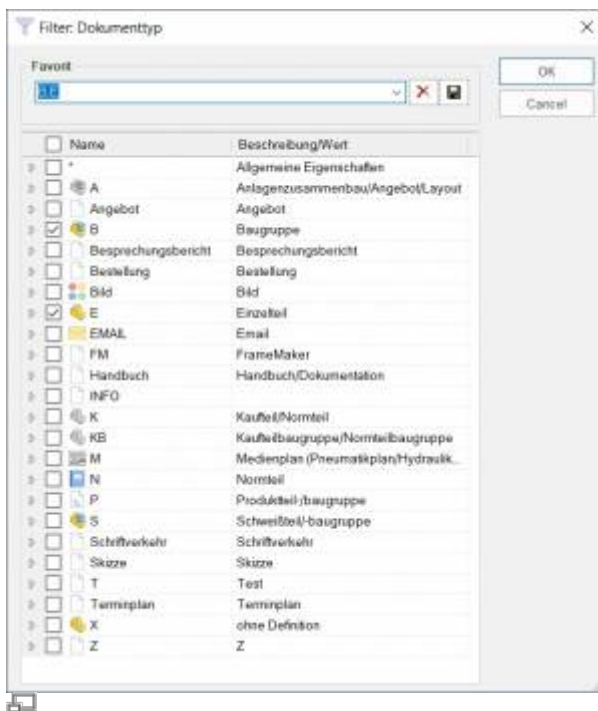 Filter: Dokumenttyp
Favorit
B;E
OK
Cancel
Name Beschreibung/Wert
* Allgemeine Eigenschaften
A Anlagenzusammenbau/Angebot/Layout
Angebot Angebot
B Baugruppe
Besprechungsbericht Besprechungsbericht
Bestellung Bestellung
Bild Bild
E Einzelteil
EMAIL Email
FM FrameMaker
Handbuch Handbuch/Dokumentation
INFO
K Kaufteil/Normteil
KB Kaufteilbaugruppe/Normteilbaugruppe
M Medienplan (Pneumatikplan/Hydraulik...
N Normteil
P Produktteil-/baugruppe
S Schweißteil/-baugruppe
Schriftverkehr Schriftverkehr
Skizze Skizze
T Test
Terminplan Terminplan
X ohne Definition
Z Z